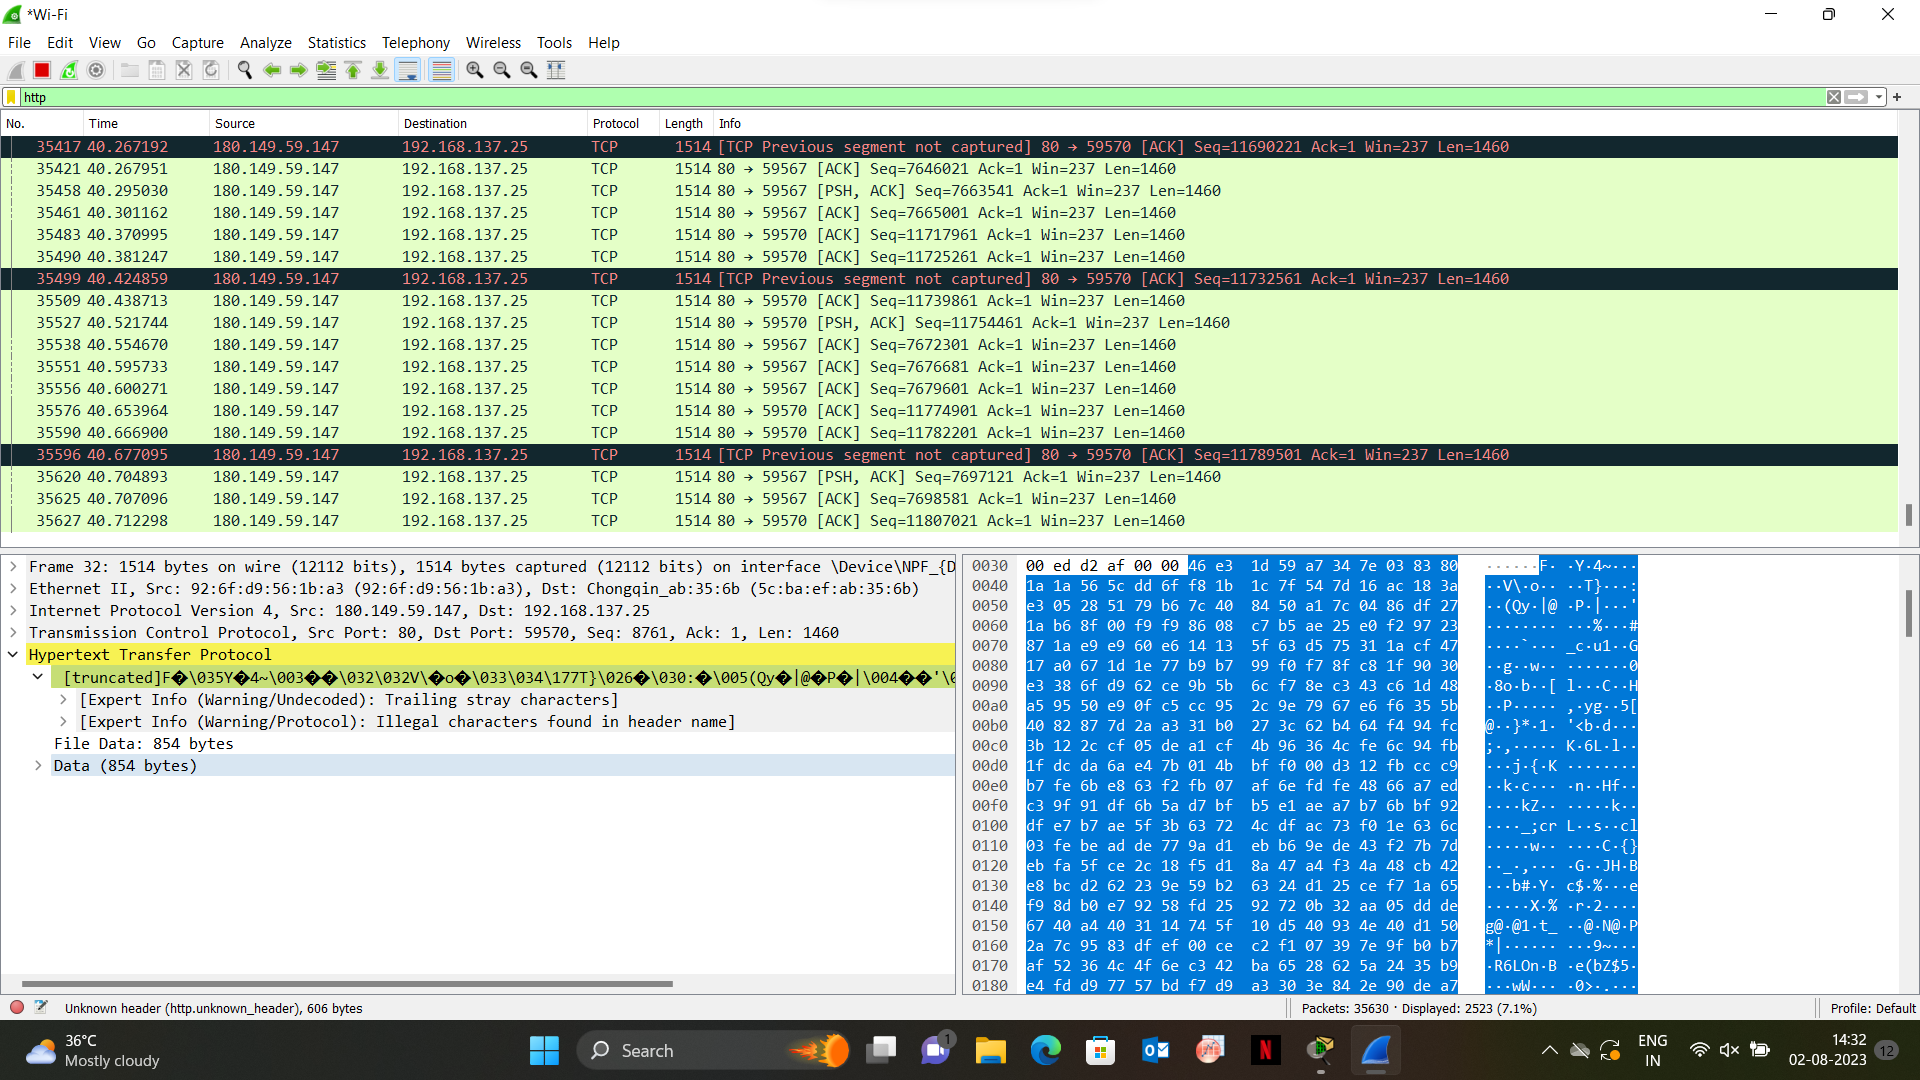 *Wi-Fi
File Edit View Go Capture Analyze Statistics Telephony Wireless Tools Help
http
No. Time Source Destination Protocol Length Info
35417 40.267192 180.149.59.147 192.168.137.25 TCP 1514 [TCP Previous segment not captured] 80 → 59570 [ACK] Seq=11690221 Ack=1 Win=237 Len=1460
35421 40.267951 180.149.59.147 192.168.137.25 TCP 1514 80 → 59567 [ACK] Seq=7646021 Ack=1 Win=237 Len=1460
35458 40.295030 180.149.59.147 192.168.137.25 TCP 1514 80 → 59567 [PSH, ACK] Seq=7663541 Ack=1 Win=237 Len=1460
35461 40.301162 180.149.59.147 192.168.137.25 TCP 1514 80 → 59567 [ACK] Seq=7665001 Ack=1 Win=237 Len=1460
35483 40.370995 180.149.59.147 192.168.137.25 TCP 1514 80 → 59570 [ACK] Seq=11717961 Ack=1 Win=237 Len=1460
35490 40.381247 180.149.59.147 192.168.137.25 TCP 1514 80 → 59570 [ACK] Seq=11725261 Ack=1 Win=237 Len=1460
35499 40.424859 180.149.59.147 192.168.137.25 TCP 1514 [TCP Previous segment not captured] 80 → 59570 [ACK] Seq=11732561 Ack=1 Win=237 Len=1460
35509 40.438713 180.149.59.147 192.168.137.25 TCP 1514 80 → 59570 [ACK] Seq=11739861 Ack=1 Win=237 Len=1460
35527 40.521744 180.149.59.147 192.168.137.25 TCP 1514 80 → 59570 [PSH, ACK] Seq=11754461 Ack=1 Win=237 Len=1460
35538 40.554670 180.149.59.147 192.168.137.25 TCP 1514 80 → 59567 [ACK] Seq=7672301 Ack=1 Win=237 Len=1460
35551 40.595733 180.149.59.147 192.168.137.25 TCP 1514 80 → 59567 [ACK] Seq=7676681 Ack=1 Win=237 Len=1460
35556 40.600271 180.149.59.147 192.168.137.25 TCP 1514 80 → 59567 [ACK] Seq=7679601 Ack=1 Win=237 Len=1460
35576 40.653964 180.149.59.147 192.168.137.25 TCP 1514 80 → 59570 [ACK] Seq=11774901 Ack=1 Win=237 Len=1460
35590 40.666900 180.149.59.147 192.168.137.25 TCP 1514 80 → 59570 [ACK] Seq=11782201 Ack=1 Win=237 Len=1460
35596 40.677095 180.149.59.147 192.168.137.25 TCP 1514 [TCP Previous segment not captured] 80 → 59570 [ACK] Seq=11789501 Ack=1 Win=237 Len=1460
35620 40.704893 180.149.59.147 192.168.137.25 TCP 1514 80 → 59567 [PSH, ACK] Seq=7697121 Ack=1 Win=237 Len=1460
35625 40.707096 180.149.59.147 192.168.137.25 TCP 1514 80 → 59567 [ACK] Seq=7698581 Ack=1 Win=237 Len=1460
35627 40.712298 180.149.59.147 192.168.137.25 TCP 1514 80 → 59570 [ACK] Seq=11807021 Ack=1 Win=237 Len=1460
Frame 32: 1514 bytes on wire (12112 bits), 1514 bytes captured (12112 bits) on interface \Device\NPF_{D
Ethernet II, Src: 92:6f:d9:56:1b:a3 (92:6f:d9:56:1b:a3), Dst: Chongqin_ab:35:6b (5c:ba:ef:ab:35:6b)
Internet Protocol Version 4, Src: 180.149.59.147, Dst: 192.168.137.25
Transmission Control Protocol, Src Port: 80, Dst Port: 59570, Seq: 8761, Ack: 1, Len: 1460
Hypertext Transfer Protocol
[truncated]F�\035Y�4~\003��\032\032V\�o�\033\034\177T}\026�\030:�\005(Qy�|@�P�|\004��'\0
[Expert Info (Warning/Undecoded): Trailing stray characters]
[Expert Info (Warning/Protocol): Illegal characters found in header name]
File Data: 854 bytes
Data (854 bytes)
0030 00 ed d2 af 00 00 46 e3 1d 59 a7 34 7e 03 83 80 ······F· ·Y·4~···
0040 1a 1a 56 5c dd 6f f8 1b 1c 7f 54 7d 16 ac 18 3a ··V\·o·· ··T}···:
0050 e3 05 28 51 79 b6 7c 40 84 50 a1 7c 04 86 df 27 ··(Qy·|@ ·P·|···'
0060 1a b6 8f 00 f9 f9 86 08 c7 b5 ae 25 e0 f2 97 23 ········ ···%···#
0070 87 1a e9 e9 60 e6 14 13 5f 63 d5 75 31 1a cf 47 ····`··· _c·u1··G
0080 17 a0 67 1d 1e 77 b9 b7 99 f0 f7 8f c8 1f 90 30 ··g··w·· ·······0
0090 e3 38 6f d9 62 ce 9b 5b 6c f7 8e c3 43 c6 1d 48 ·8o·b··[ l···C··H
00a0 a5 95 50 e9 0f c5 cc 95 2c 9e 79 67 e6 f6 35 5b ··P····· ,·yg··5[
00b0 40 82 87 7d 2a a3 31 b0 27 3c 62 b4 64 f4 94 fc @··}*·1· '<b·d···
00c0 3b 12 2c cf 05 de a1 cf 4b 96 36 4c fe 6c 94 fb ;·,····· K·6L·l··
00d0 1f dc da 6a e4 7b 01 4b bf f0 00 d3 12 fb cc c9 ···j·{·K ········
00e0 b7 fe 6b e8 63 f2 fb 07 af 6e fd fe 48 66 a7 ed ··k·c··· ·n··Hf··
00f0 c3 9f 91 df 6b 5a d7 bf b5 e1 ae a7 b7 6b bf 92 ····kZ·· ·····k··
0100 df e7 b7 ae 5f 3b 63 72 4c df ac 73 f0 1e 63 6c ····_;cr L··s··cl
0110 03 fe be ad de 77 9a d1 eb b6 9e de 43 f2 7b 7d ·····w·· ····C·{}
0120 eb fa 5f ce 2c 18 f5 d1 8a 47 a4 f3 4a 48 cb 42 ··_·,··· ·G··JH·B
0130 e8 bc d2 62 23 9e 59 b2 63 24 d1 25 ce f7 1a 65 ···b#·Y· c$·%···e
0140 f9 8d b0 e7 92 58 fd 25 92 72 0b 32 aa 05 dd de ·····X·% ·r·2····
0150 67 40 a4 40 31 14 74 5f 10 d5 40 93 4e 40 d1 50 g@·@1·t_ ··@·N@·P
0160 2a 7c 95 83 df ef 00 ce c2 f1 07 39 7e 9f b0 b7 *|······ ···9~···
0170 af 52 36 4c 4f 6e c3 42 ba 65 28 62 5a 24 35 b9 ·R6LOn·B ·e(bZ$5·
0180 e4 fd d9 77 57 bd f7 d9 a3 30 3e 84 2e 90 de a7 ···wW··· ·0>·.···
Unknown header (http.unknown_header), 606 bytes
Packets: 35630 · Displayed: 2523 (7.1%)
Profile: Default
36°C
Mostly cloudy
Search
1
N
ENG
IN
14:32
02-08-2023
12